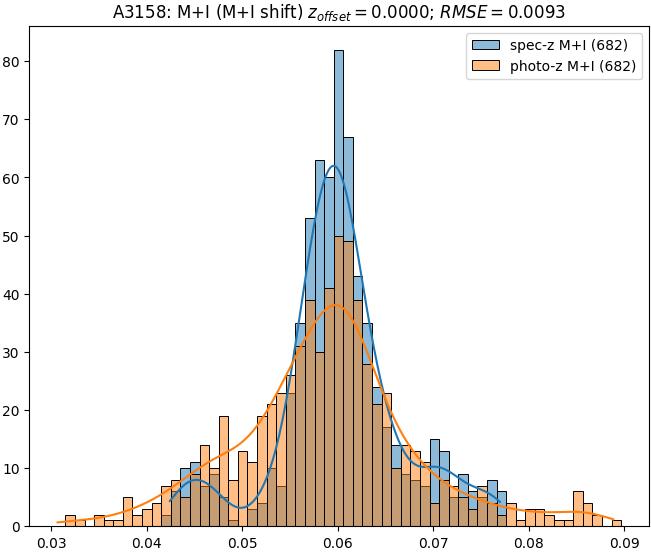 A3158: M+I (M+I shift) z_offset = 0.0000; RMSE = 0.0093
spec-z M+I (682)
photo-z M+I (682)
80
70
60
50
40
30
20
10
0
0.03 0.04 0.05 0.06 0.07 0.08 0.09